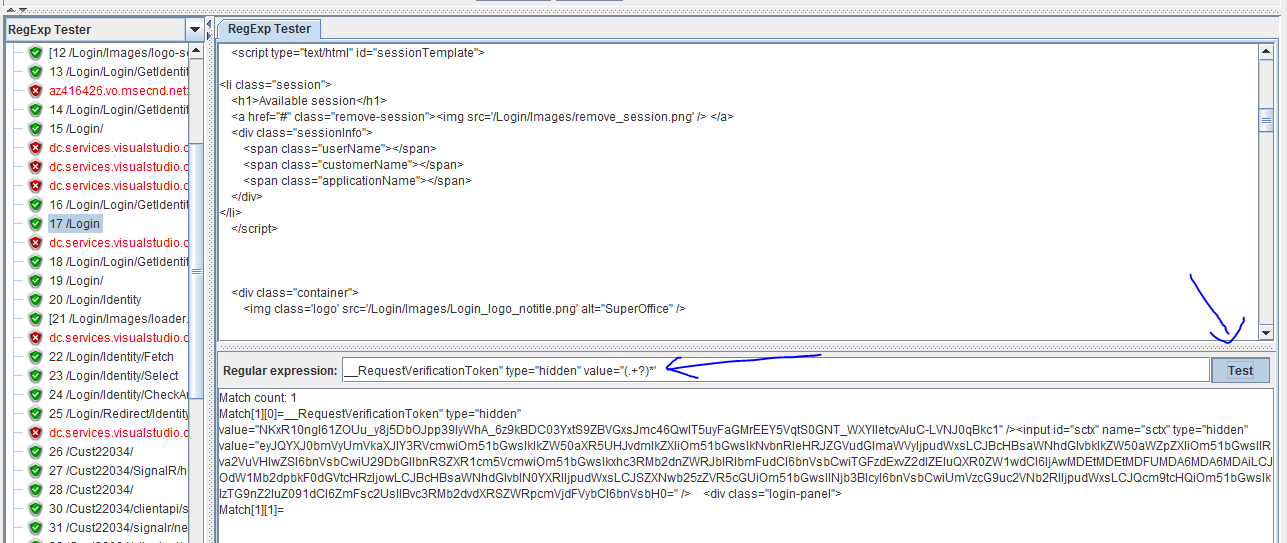 RegExp Tester
[12 /Login/Images/logo-s
13 /Login/Login/GetIdentit
az416426.vo.msecnd.net
14 /Login/Login/GetIdentit
15 /Login/
dc.services.visualstudio.c
dc.services.visualstudio.c
dc.services.visualstudio.c
16 /Login/Login/GetIdentit
17 /Login
dc.services.visualstudio.c
18 /Login/Login/GetIdentit
19 /Login/
20 /Login/Identity
[21 /Login/Images/loader.
dc.services.visualstudio.c
22 /Login/Identity/Fetch
23 /Login/Identity/Select
24 /Login/Identity/CheckAu
25 /Login/Redirect/Identity
dc.services.visualstudio.c
26 /Cust22034/
27 /Cust22034/SignalR/h
28 /Cust22034/
30 /Cust22034/clientapi/s
31 /Cust22034/signalr/ne
RegExp Tester
<script type="text/html" id="sessionTemplate">
<li class="session">
<h1>Available session</h1>
<a href="#" class="remove-session"><img src='/Login/Images/remove_session.png' /> </a>
<div class="sessionInfo">
<span class="userName"></span>
<span class="customerName"></span>
<span class="applicationName"></span>
</div>
</li>
</script>
<div class="container">
<img class='logo' src='/Login/Images/Login_logo_notitle.png' alt="SuperOffice" />
Regular expression: __RequestVerificationToken" type="hidden" value="(.+?)*' Test
Match count: 1
Match[1][0]=__RequestVerificationToken" type="hidden"
/><input id="sctx" name="sctx" type="hidden"
/> <div class="login-panel">
Match[1][1]=